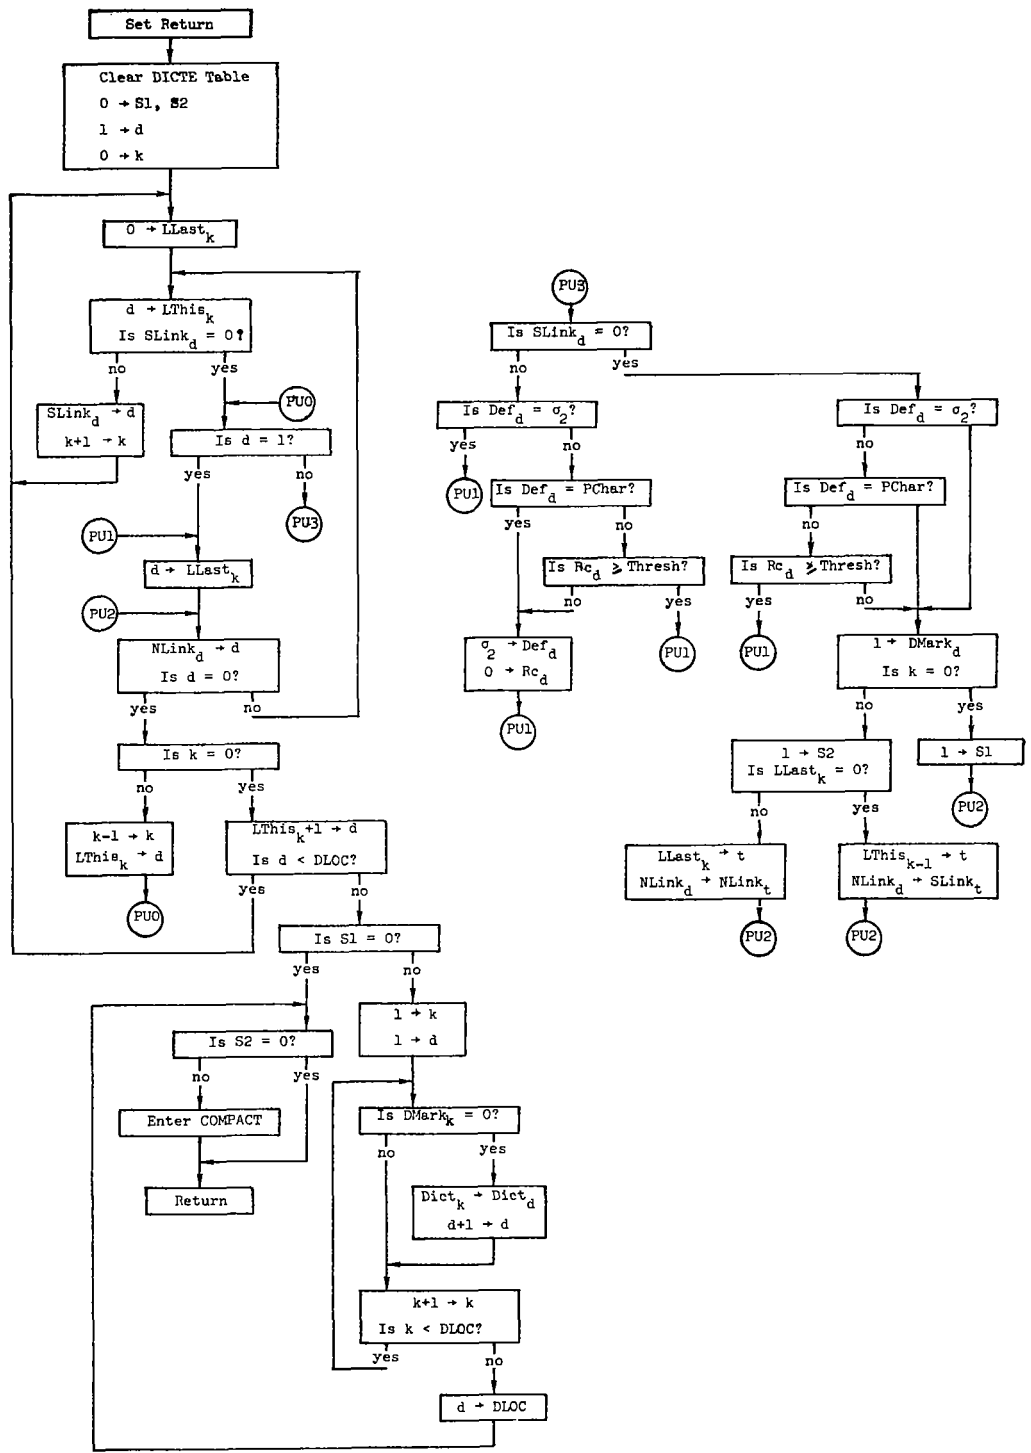 Set Return
Clear DICTE Table
0 → S1, S2
1 → d
0 → k
0 → LLast_k
d → LThis_k
Is SLink_d = 0?
no
yes
SLink_d → d
k+1 → k
PU0
Is d = 1?
yes
no
PU3
PU1
d → LLast_k
PU2
NLink_d → d
Is d = 0?
yes
no
Is k = 0?
no
yes
k-1 → k
LThis_k → d
PU0
LThis_k+1 → d
Is d < DLOC?
yes
no
Is S1 = 0?
yes
no
Is S2 = 0?
no
yes
Enter COMPACT
Return
1 → k
1 → d
Is DMark_k = 0?
no
yes
Dict_k → Dict_d
d+1 → d
k+1 → k
Is k < DLOC?
yes
no
d → DLOC
PU3
Is SLink_d = 0?
no
yes
Is Def_d = σ_2?
yes
no
PU1
Is Def_d = PChar?
yes
no
Is Rc_d ⩾ Thresh?
no
yes
PU1
σ_2 → Def_d
0 → Rc_d
PU1
Is Def_d = σ_2?
no
Is Def_d = PChar?
no
Is Rc_d ⩾ Thresh?
yes
no
PU1
1 → DMark_d
Is k = 0?
no
yes
1 → S1
PU2
1 → S2
Is LLast_k = 0?
no
yes
LLast_k → t
NLink_d → NLink_t
PU2
LThis_k-1 → t
NLink_d → SLink_t
PU2